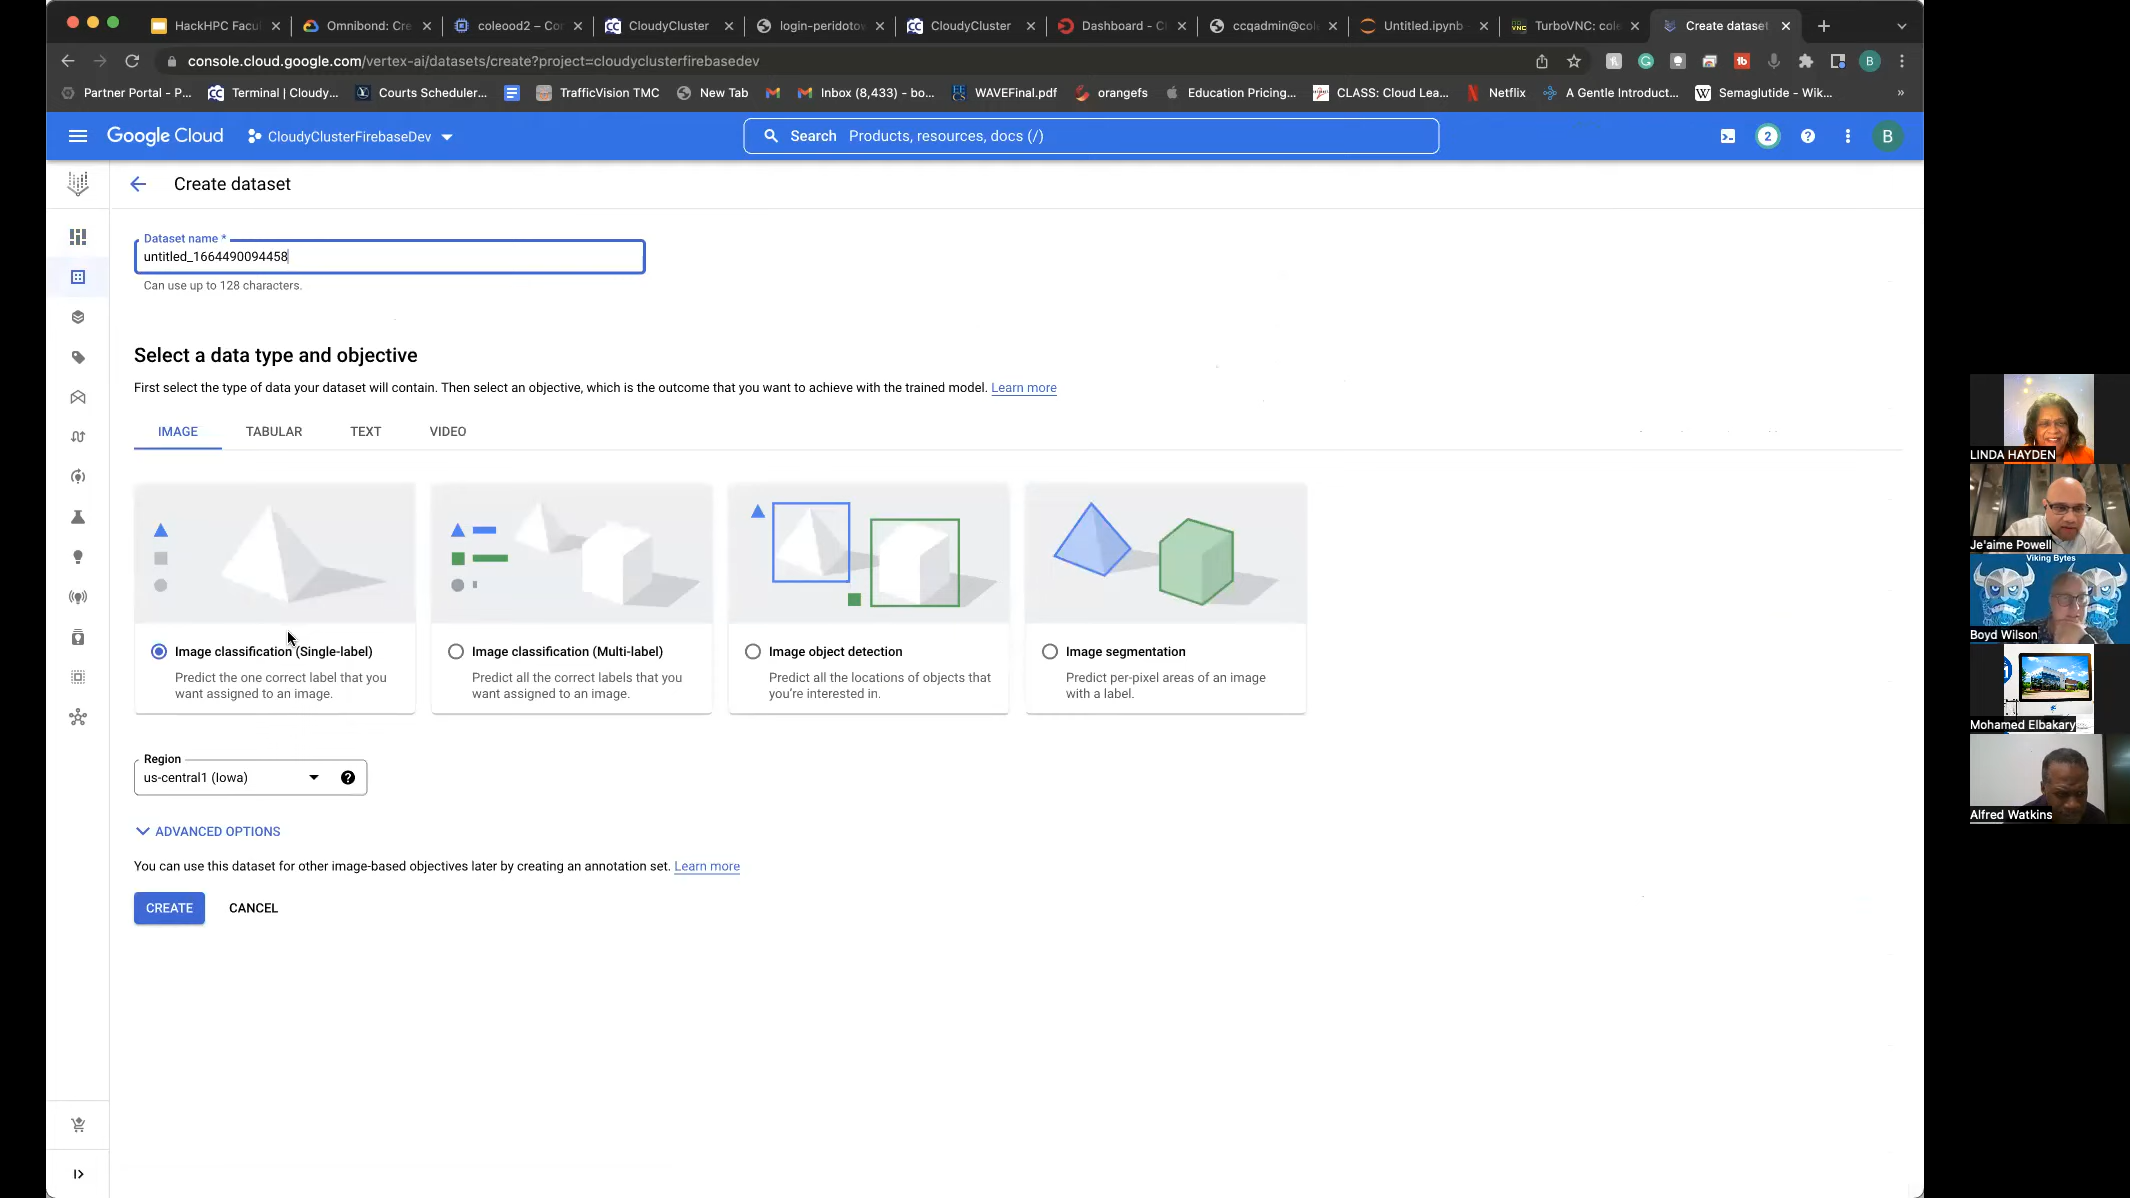 HackHPC Facu
Omnibond: Cre
coleood2 – Cor
CloudyCluster
login-peridotov
CloudyCluster
Dashboard - C
ccqadmin@col
Untitled.ipynb
TurboVNC: cole
Create dataset
console.cloud.google.com/vertex-ai/datasets/create?project=cloudyclusterfirebasedev
Partner Portal - P...
Terminal | Cloudy...
Courts Scheduler...
TrafficVision TMC
New Tab
Inbox (8,433) - bo...
WAVEFinal.pdf
orangefs
Education Pricing...
CLASS: Cloud Lea...
Netflix
A Gentle Introduct...
Semaglutide - Wik...
»
Google Cloud
CloudyClusterFirebaseDev
Search Products, resources, docs (/)
2
B
Create dataset
Dataset name *
untitled_1664490094458
Can use up to 128 characters.
Select a data type and objective
First select the type of data your dataset will contain. Then select an objective, which is the outcome that you want to achieve with the trained model. Learn more
IMAGE TABULAR TEXT VIDEO
Image classification (Single-label)
Predict the one correct label that you
want assigned to an image.
Image classification (Multi-label)
Predict all the correct labels that you
want assigned to an image.
Image object detection
Predict all the locations of objects that
you're interested in.
Image segmentation
Predict per-pixel areas of an image
with a label.
Region
us-central1 (Iowa)
ADVANCED OPTIONS
You can use this dataset for other image-based objectives later by creating an annotation set. Learn more
CREATE CANCEL
LINDA HAYDEN
Je'aime Powell
Viking Bytes
Boyd Wilson
Mohamed Elbakary
Alfred Watkins